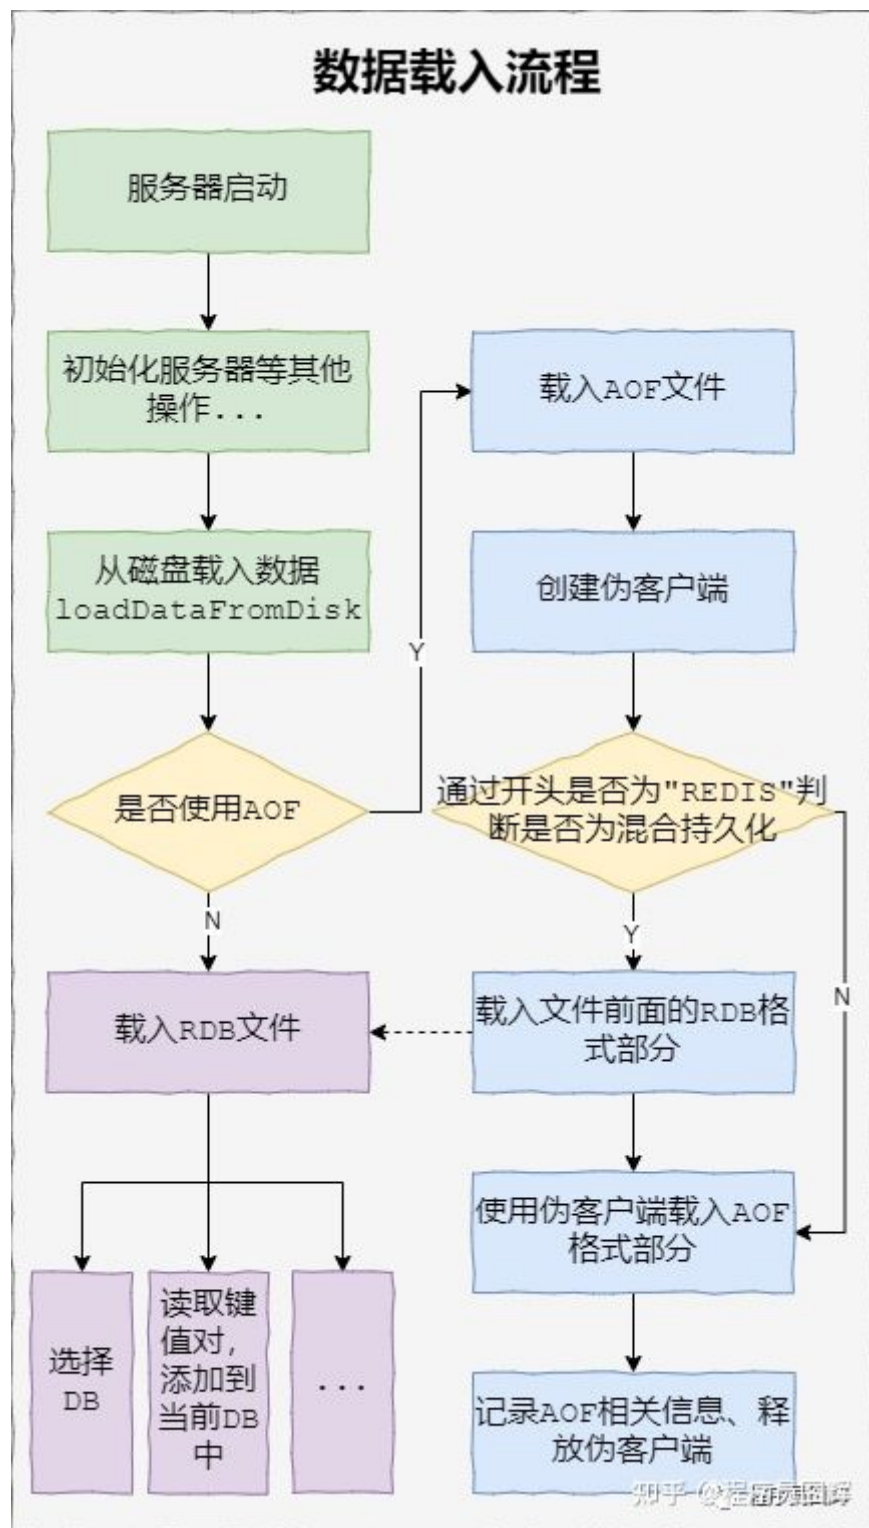 数据载入流程
服务器启动
初始化服务器等其他
操作...
从磁盘载入数据
loadDataFromDisk
是否使用AOF
Y
N
载入RDB文件
选择
DB
读取键
值对，
添加到
当前DB
中
...
载入AOF文件
创建伪客户端
通过开头是否为"REDIS"判
断是否为混合持久化
Y
N
载入文件前面的RDB格
式部分
使用伪客户端载入AOF
格式部分
记录AOF相关信息、释
放伪客户端
知乎 @程序员囧辉